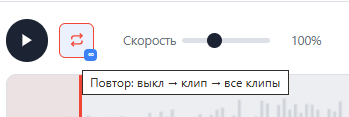 Скорость 100%
Повтор: выкл → клип → все клипы